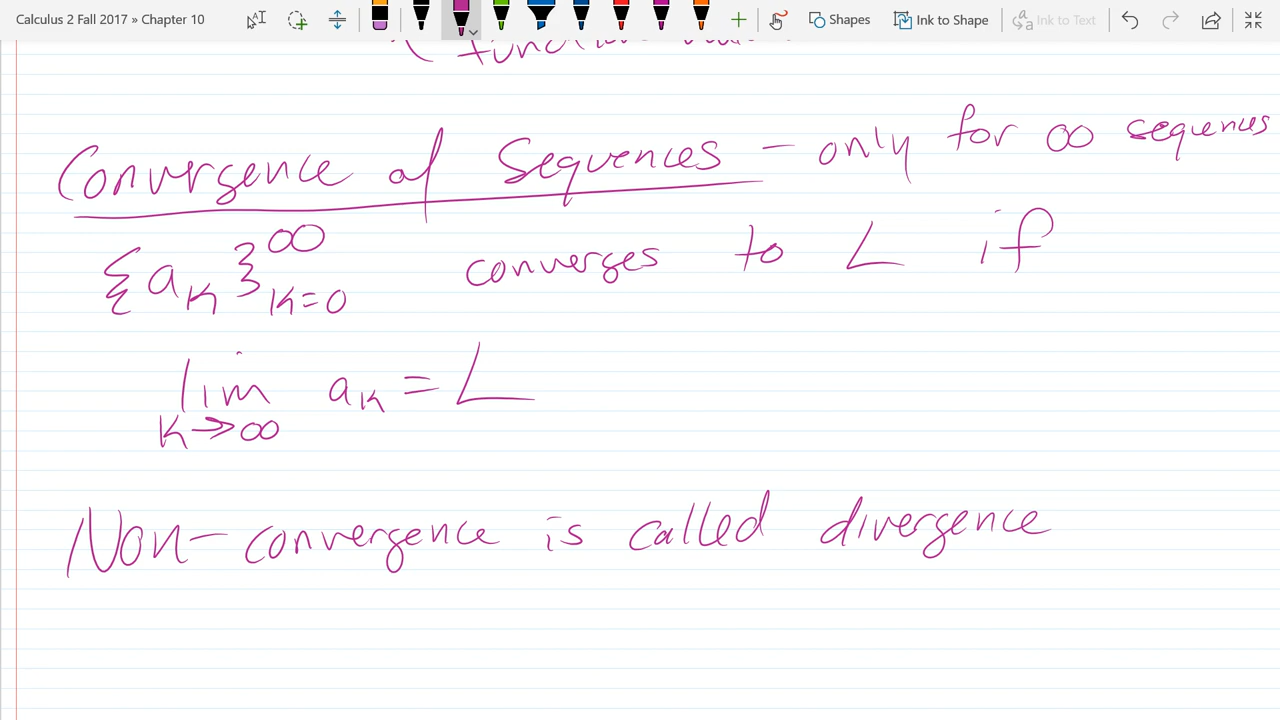 Calculus 2 Fall 2017 » Chapter 10
Shapes
Ink to Shape
Ink to Text
Convergence of Sequences - only for ∞ sequences
{a_k}_{k=0}^∞ converges to L if
lim_{k→∞} a_k = L
Non-convergence is called divergence